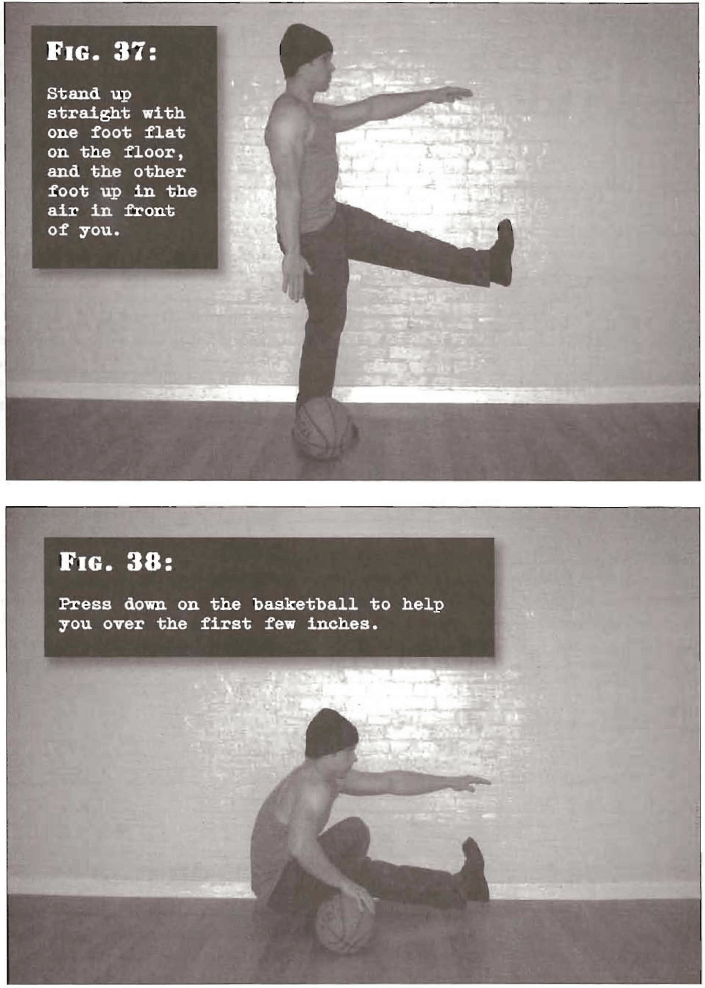 FIG. 37:
Stand up
straight with
one foot flat
on the floor,
and the other
foot up in the
air in front
of you.
FIG. 38:
Press down on the basketball to help
you over the first few inches.